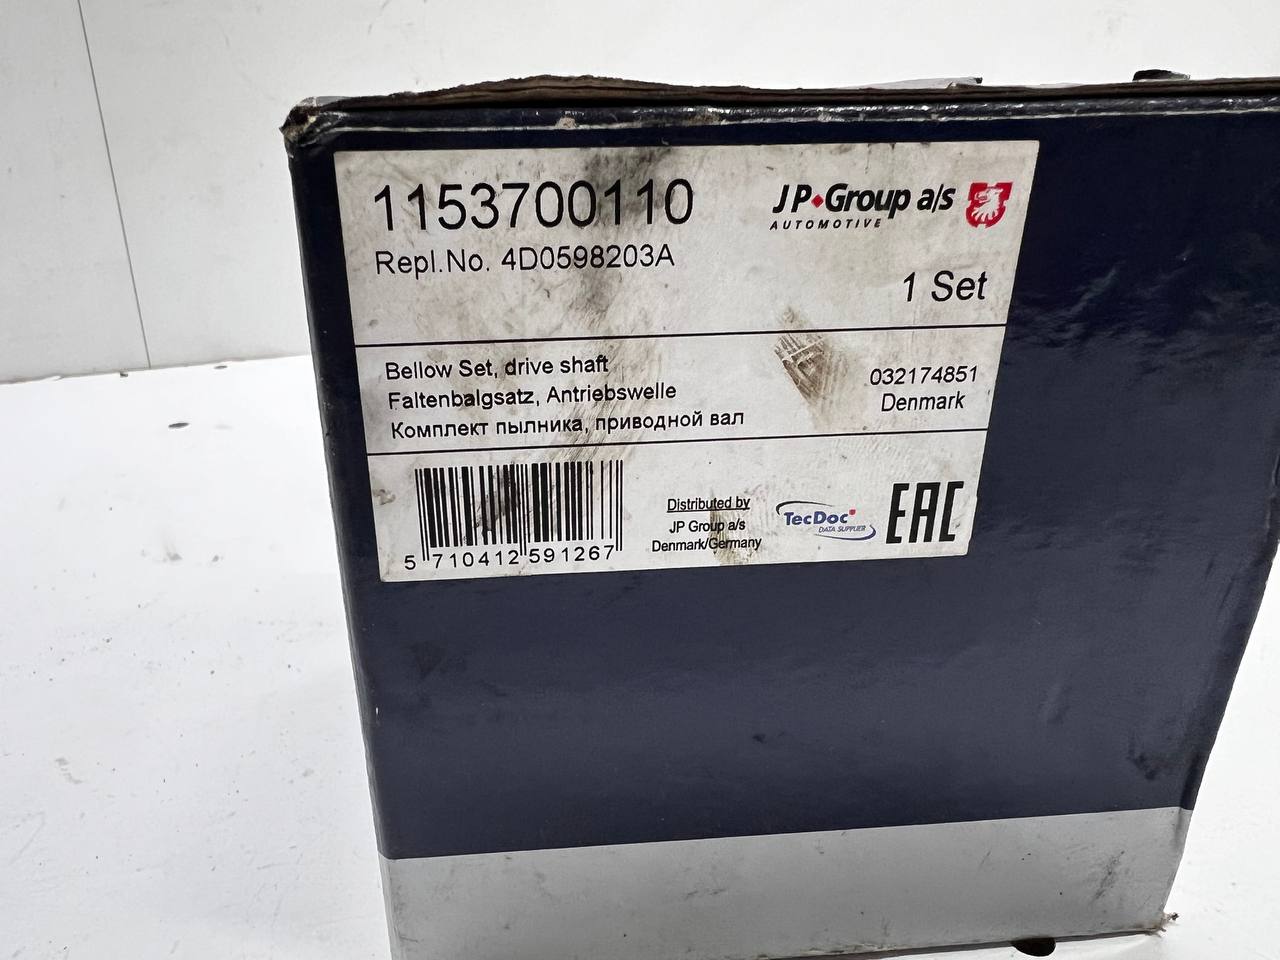 1153700110
Repl.No. 4D0598203A
JP Group a/s
AUTOMOTIVE
1 Set
Bellow Set, drive shaft
Faltenbalgsatz, Antriebswelle
Комплект пылника, приводной вал
032174851
Denmark
5 710412 591267
Distributed by
JP Group a/s
Denmark/Germany
TecDoc
DATA SUPPLIER
EAC